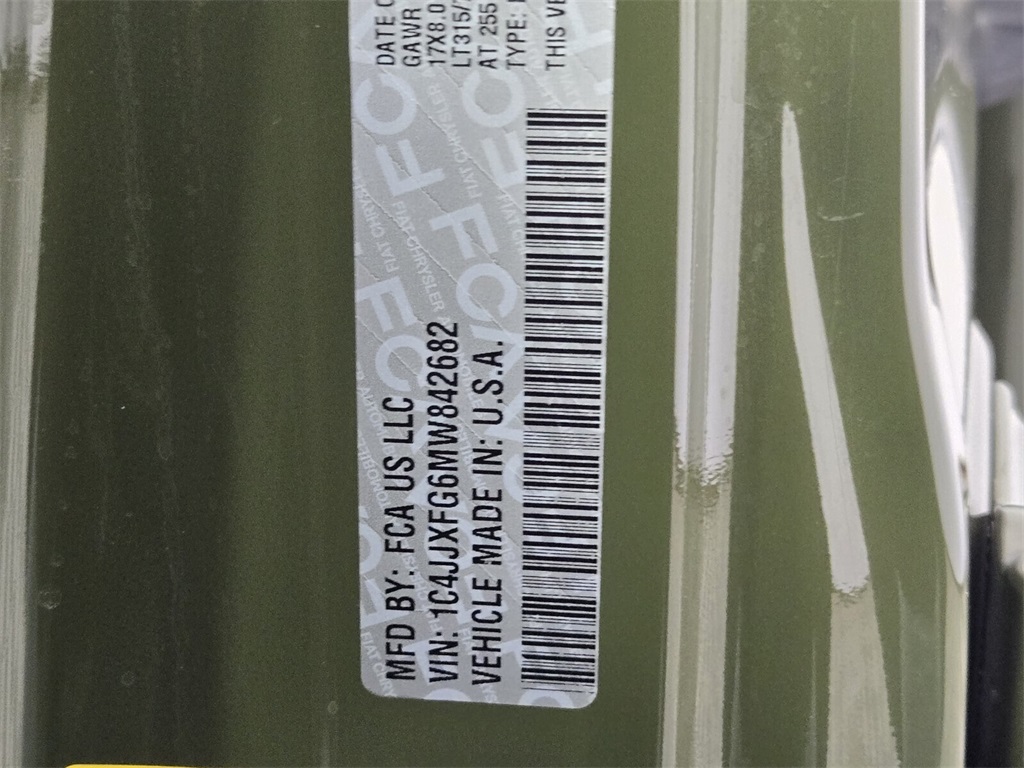 MFD BY: FCA US LLC
DATE O
VIN: 1C4JJXFG6MW842682
GAWR
VEHICLE MADE IN: U.S.A.
17X8.0
LT315/
AT 255
TYPE:
THIS VE